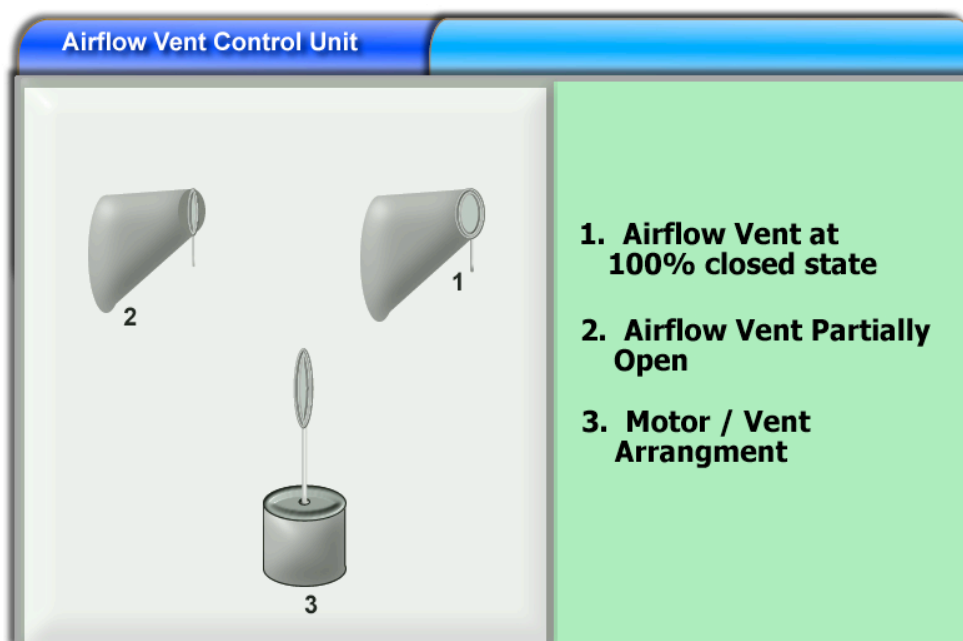 Airflow Vent Control Unit
2
1
3
1. Airflow Vent at
100% closed state
2. Airflow Vent Partially
Open
3. Motor / Vent
Arrangment